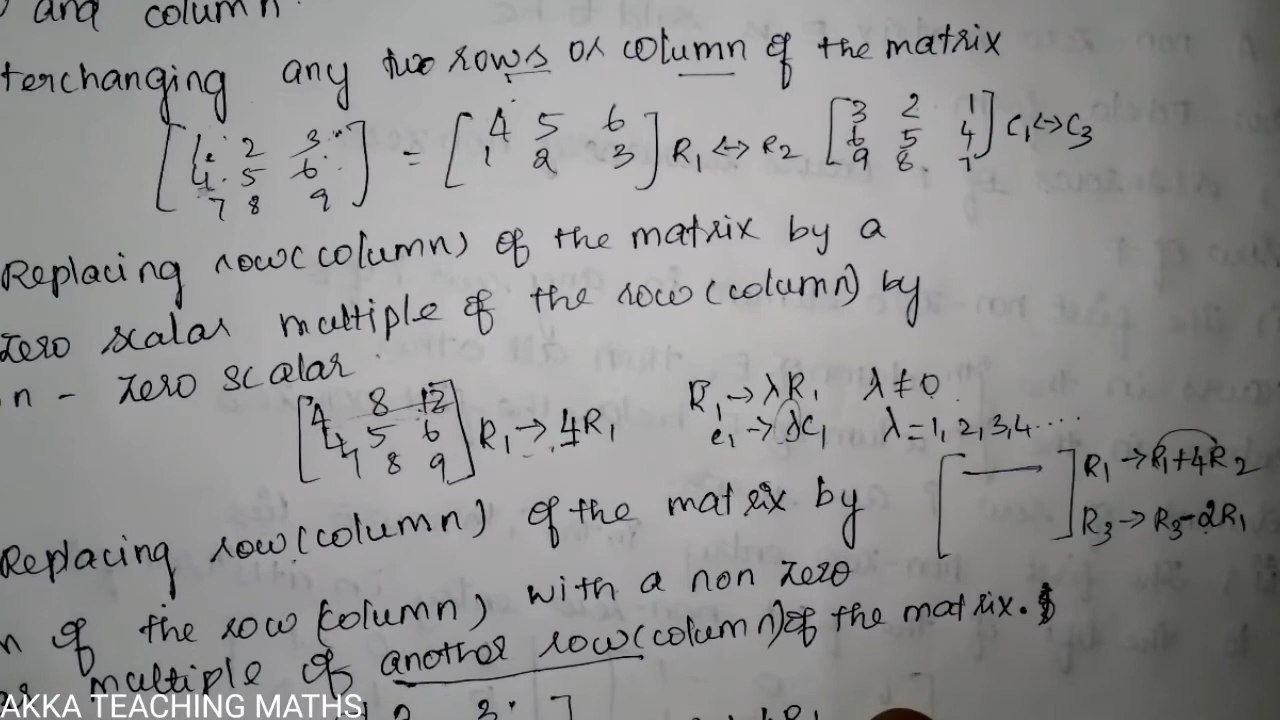 and column
terchanging any two rows or column of the matrix
[1 2 3 = [4 5 6] R1 ↔ R2 [3 2 1] C1↔C3
4 5 6 1 2 3 6 5 4
7 8 9] 9 8 7
Replacing row(column) of the matrix by a
zero scalar multiple of the row (column) by
n - zero scalar
[4 8 12] R1 → λR1 λ ≠ 0
4 5 6 R1 → 4R1 c1 → λC1 λ = 1, 2, 3, 4...
7 8 9 [ ] R1 → R1+4R2
Replacing row(column) of the matrix by R3 → R3-2R1
n of the row (column) with a non zero
multiple of another row(column) of the matrix.
AKKA TEACHING MATHS